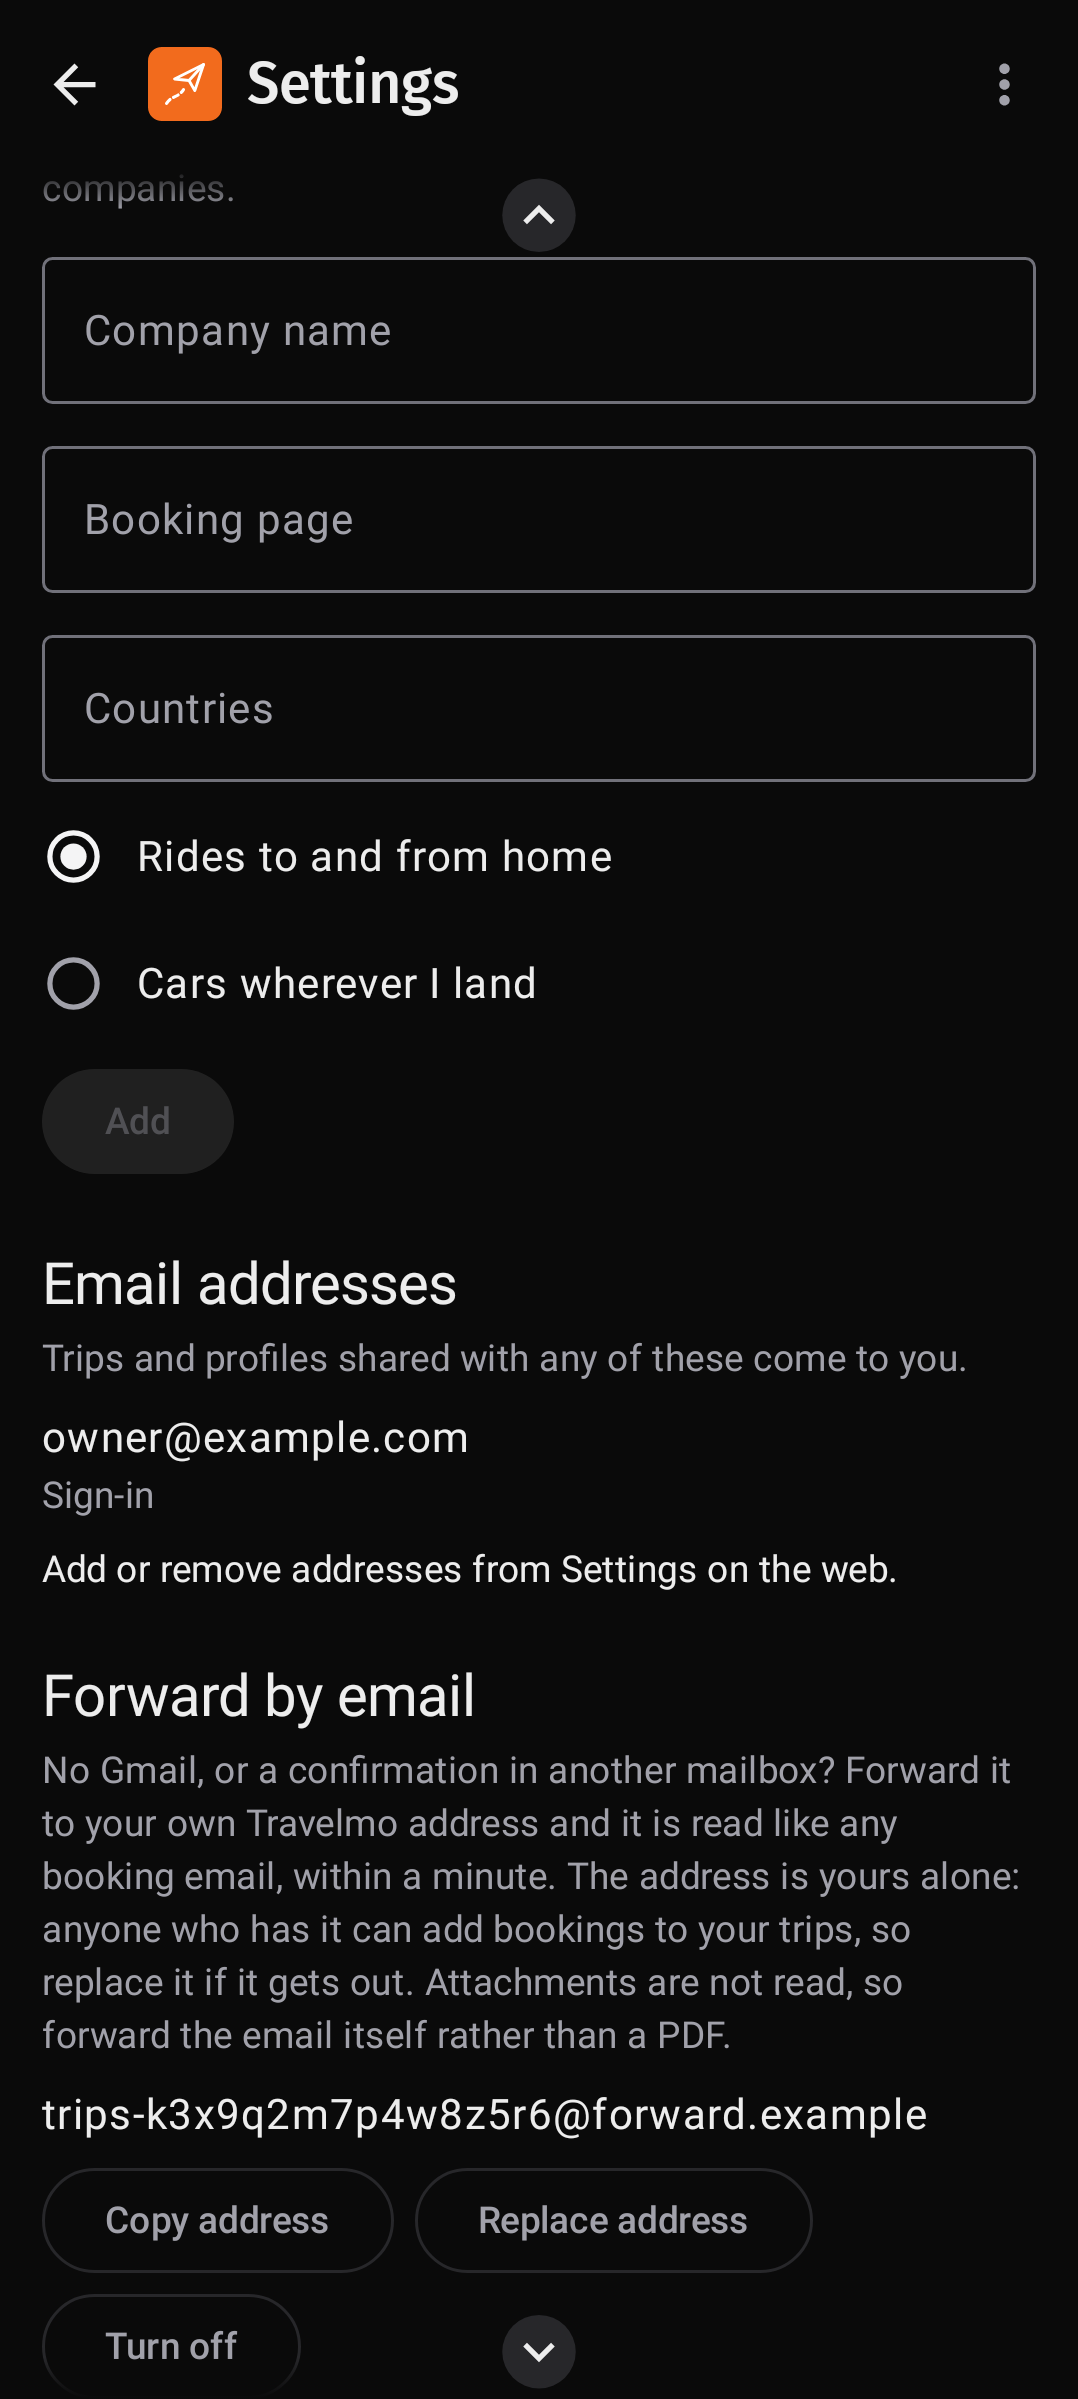 Settings
companies.
Company name
Booking page
Countries
Rides to and from home
Cars wherever I land
Add
Email addresses
Trips and profiles shared with any of these come to you.
owner@example.com
Sign-in
Add or remove addresses from Settings on the web.
Forward by email
No Gmail, or a confirmation in another mailbox? Forward it
to your own Travelmo address and it is read like any
booking email, within a minute. The address is yours alone:
anyone who has it can add bookings to your trips, so
replace it if it gets out. Attachments are not read, so
forward the email itself rather than a PDF.
trips-k3x9q2m7p4w8z5r6@forward.example
Copy address
Replace address
Turn off